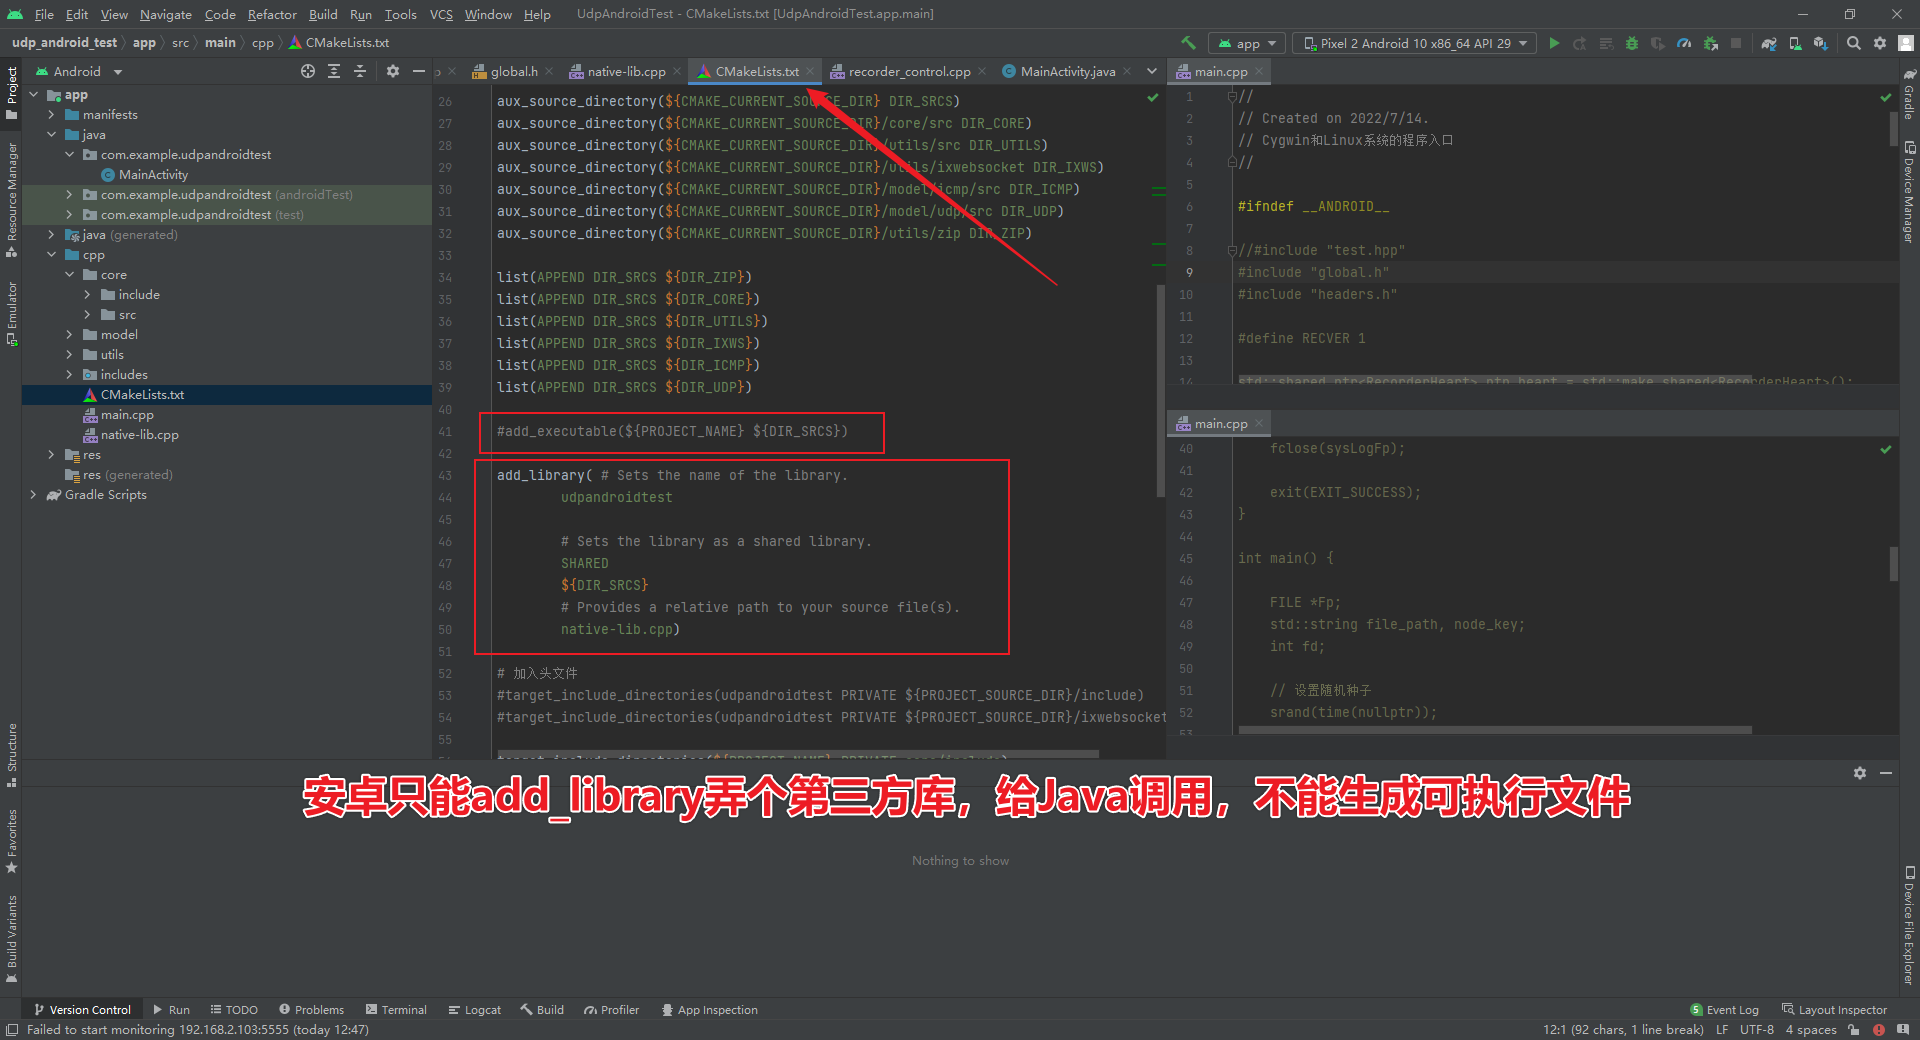 File Edit View Navigate Code Refactor Build Run Tools VCS Window Help UdpAndroidTest - CMakeLists.txt [UdpAndroidTest.app.main]
udp_android_test app src main cpp CMakeLists.txt
app Pixel 2 Android 10 x86_64 API 29
Project
Resource Manager
Emulator
Structure
Favorites
Build Variants
Android
app
manifests
java
com.example.udpandroidtest
MainActivity
com.example.udpandroidtest (androidTest)
com.example.udpandroidtest (test)
java (generated)
cpp
core
include
src
model
utils
includes
CMakeLists.txt
main.cpp
native-lib.cpp
res
res (generated)
Gradle Scripts
p global.h native-lib.cpp CMakeLists.txt recorder_control.cpp MainActivity.java
26 aux_source_directory(${CMAKE_CURRENT_SOURCE_DIR} DIR_SRCS)
27 aux_source_directory(${CMAKE_CURRENT_SOURCE_DIR}/core/src DIR_CORE)
28 aux_source_directory(${CMAKE_CURRENT_SOURCE_DIR}/utils/src DIR_UTILS)
29 aux_source_directory(${CMAKE_CURRENT_SOURCE_DIR}/utils/ixwebsocket DIR_IXWS)
30 aux_source_directory(${CMAKE_CURRENT_SOURCE_DIR}/model/icmp/src DIR_ICMP)
31 aux_source_directory(${CMAKE_CURRENT_SOURCE_DIR}/model/udp/src DIR_UDP)
32 aux_source_directory(${CMAKE_CURRENT_SOURCE_DIR}/utils/zip DIR_ZIP)
33
34 list(APPEND DIR_SRCS ${DIR_ZIP})
35 list(APPEND DIR_SRCS ${DIR_CORE})
36 list(APPEND DIR_SRCS ${DIR_UTILS})
37 list(APPEND DIR_SRCS ${DIR_IXWS})
38 list(APPEND DIR_SRCS ${DIR_ICMP})
39 list(APPEND DIR_SRCS ${DIR_UDP})
40
41 #add_executable(${PROJECT_NAME} ${DIR_SRCS})
42
43 add_library( # Sets the name of the library.
44 udpandroidtest
45
46 # Sets the library as a shared library.
47 SHARED
48 ${DIR_SRCS}
49 # Provides a relative path to your source file(s).
50 native-lib.cpp)
51
52 # 加入头文件
53 #target_include_directories(udpandroidtest PRIVATE ${PROJECT_SOURCE_DIR}/include)
54 #target_include_directories(udpandroidtest PRIVATE ${PROJECT_SOURCE_DIR}/ixwebsocket
55
target_include_directories(${PROJECT_NAME} PRIVATE core/include)
main.cpp
1 //
2 // Created on 2022/7/14.
3 // Cygwin和Linux系统的程序入口
4 //
5
6 #ifndef __ANDROID__
7
8 //#include "test.hpp"
9 #include "global.h"
10 #include "headers.h"
11
12 #define RECVER 1
13
14 std::shared_ptr<RecorderHeart> ptp_heart = std::make_shared<RecorderHeart>();
main.cpp
40 fclose(sysLogFp);
41
42 exit(EXIT_SUCCESS);
43 }
44
45 int main() {
46
47 FILE *Fp;
48 std::string file_path, node_key;
49 int fd;
50
51 // 设置随机种子
52 srand(time(nullptr));
53
Gradle
Device Manager
Device File Explorer
安卓只能add_library弄个第三方库，给Java调用，不能生成可执行文件
Nothing to show
Version Control Run TODO Problems Terminal Logcat Build Profiler App Inspection 5 Event Log Layout Inspector
Failed to start monitoring 192.168.2.103:5555 (today 12:47) 12:1 (92 chars, 1 line break) LF UTF-8 4 spaces